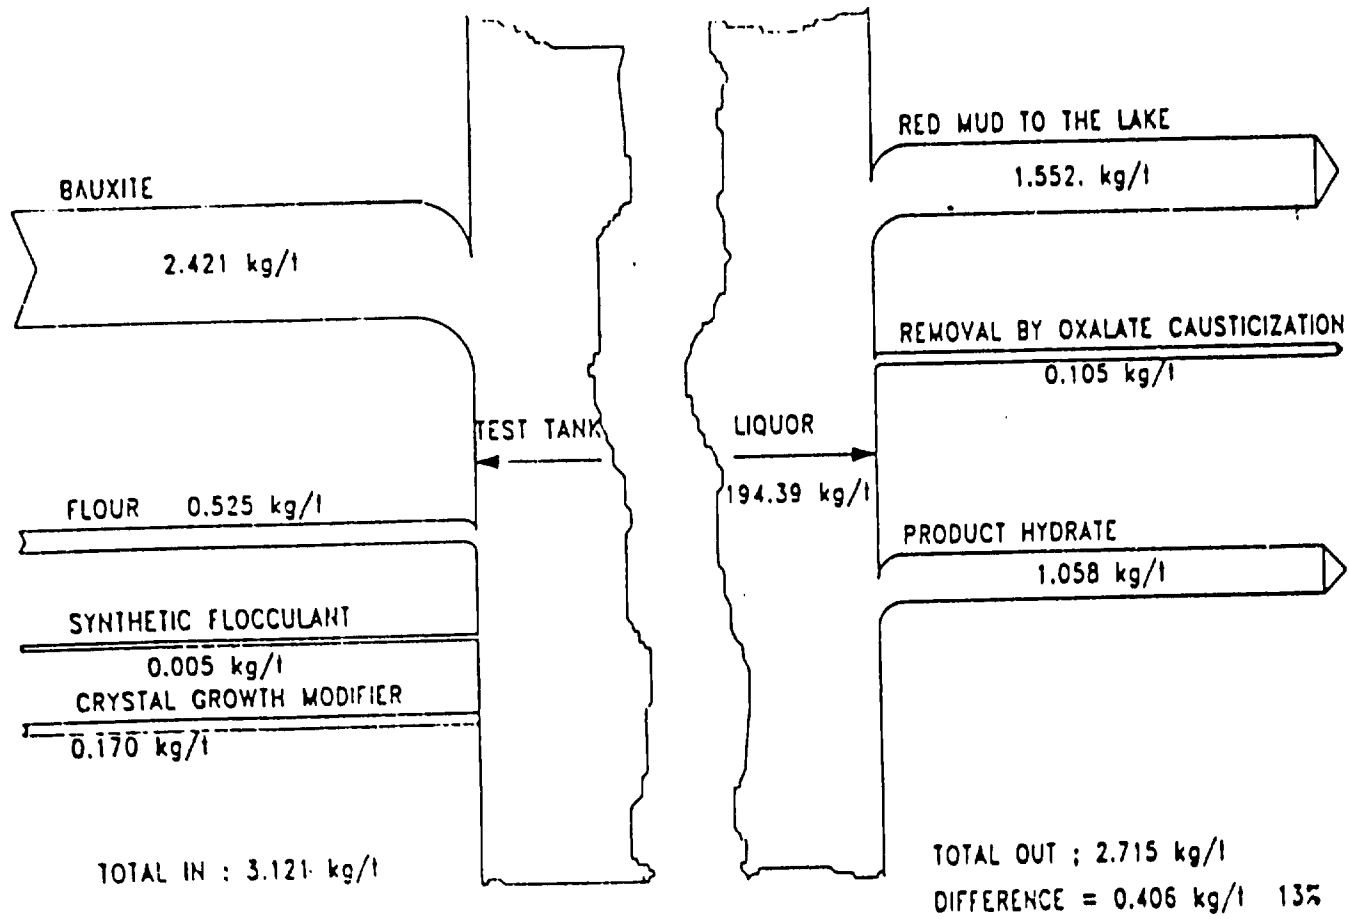 BAUXITE
2.421 kg/t
FLOUR 0.525 kg/t
SYNTHETIC FLOCCULANT
0.005 kg/t
CRYSTAL GROWTH MODIFIER
0.170 kg/t
TOTAL IN : 3.121 kg/t
TEST TANK
LIQUOR
194.39 kg/t
RED MUD TO THE LAKE
1.552. kg/t
REMOVAL BY OXALATE CAUSTICIZATION
0.105 kg/t
PRODUCT HYDRATE
1.058 kg/t
TOTAL OUT ; 2.715 kg/t
DIFFERENCE = 0.406 kg/t 13%